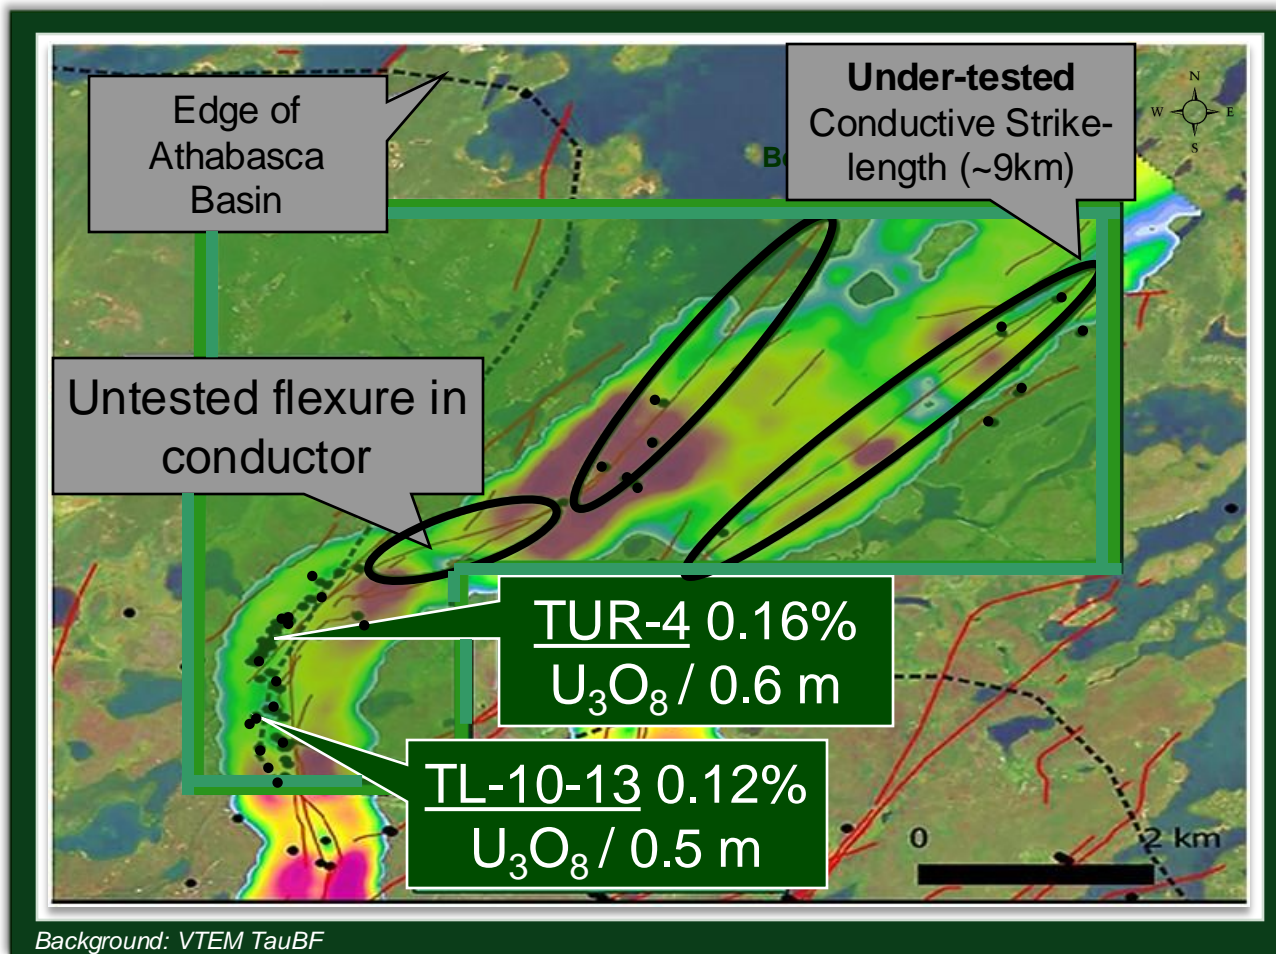 Edge of
Athabasca
Basin
Under-tested
Conductive Strike-
length (~9km)
N
W E
S
Untested flexure in
conductor
TUR-4 0.16%
U₃O₈ / 0.6 m
TL-10-13 0.12%
U₃O₈ / 0.5 m
0 2 km
Background: VTEM TauBF